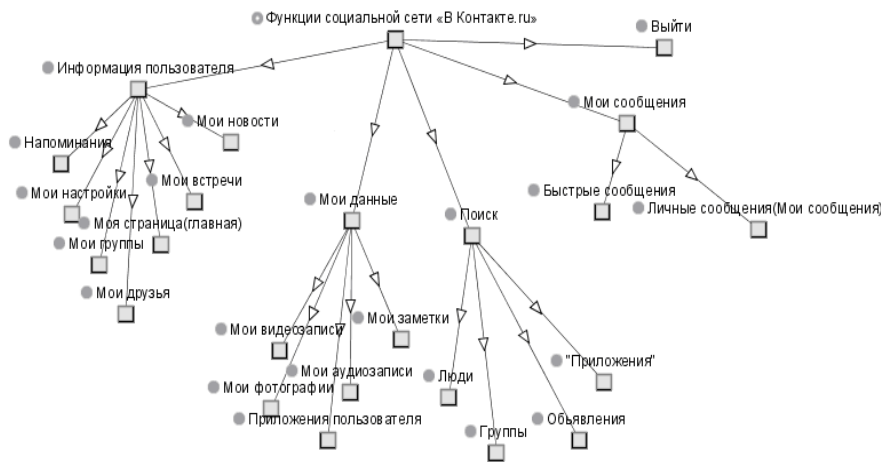 Функции социальной сети «В Контакте.ru»
Выйти
Информация пользователя
Мои сообщения
Мои новости
Напоминания
Мои встречи
Быстрые сообщения
Мои настройки
Мои данные
Личные сообщения(Мои сообщения)
Поиск
Моя страница(главная)
Мои группы
Мои друзья
Мои заметки
Мои видеозаписи
"Приложения"
Мои аудиозаписи
Люди
Мои фотографии
Приложения пользователя
Объявления
Группы